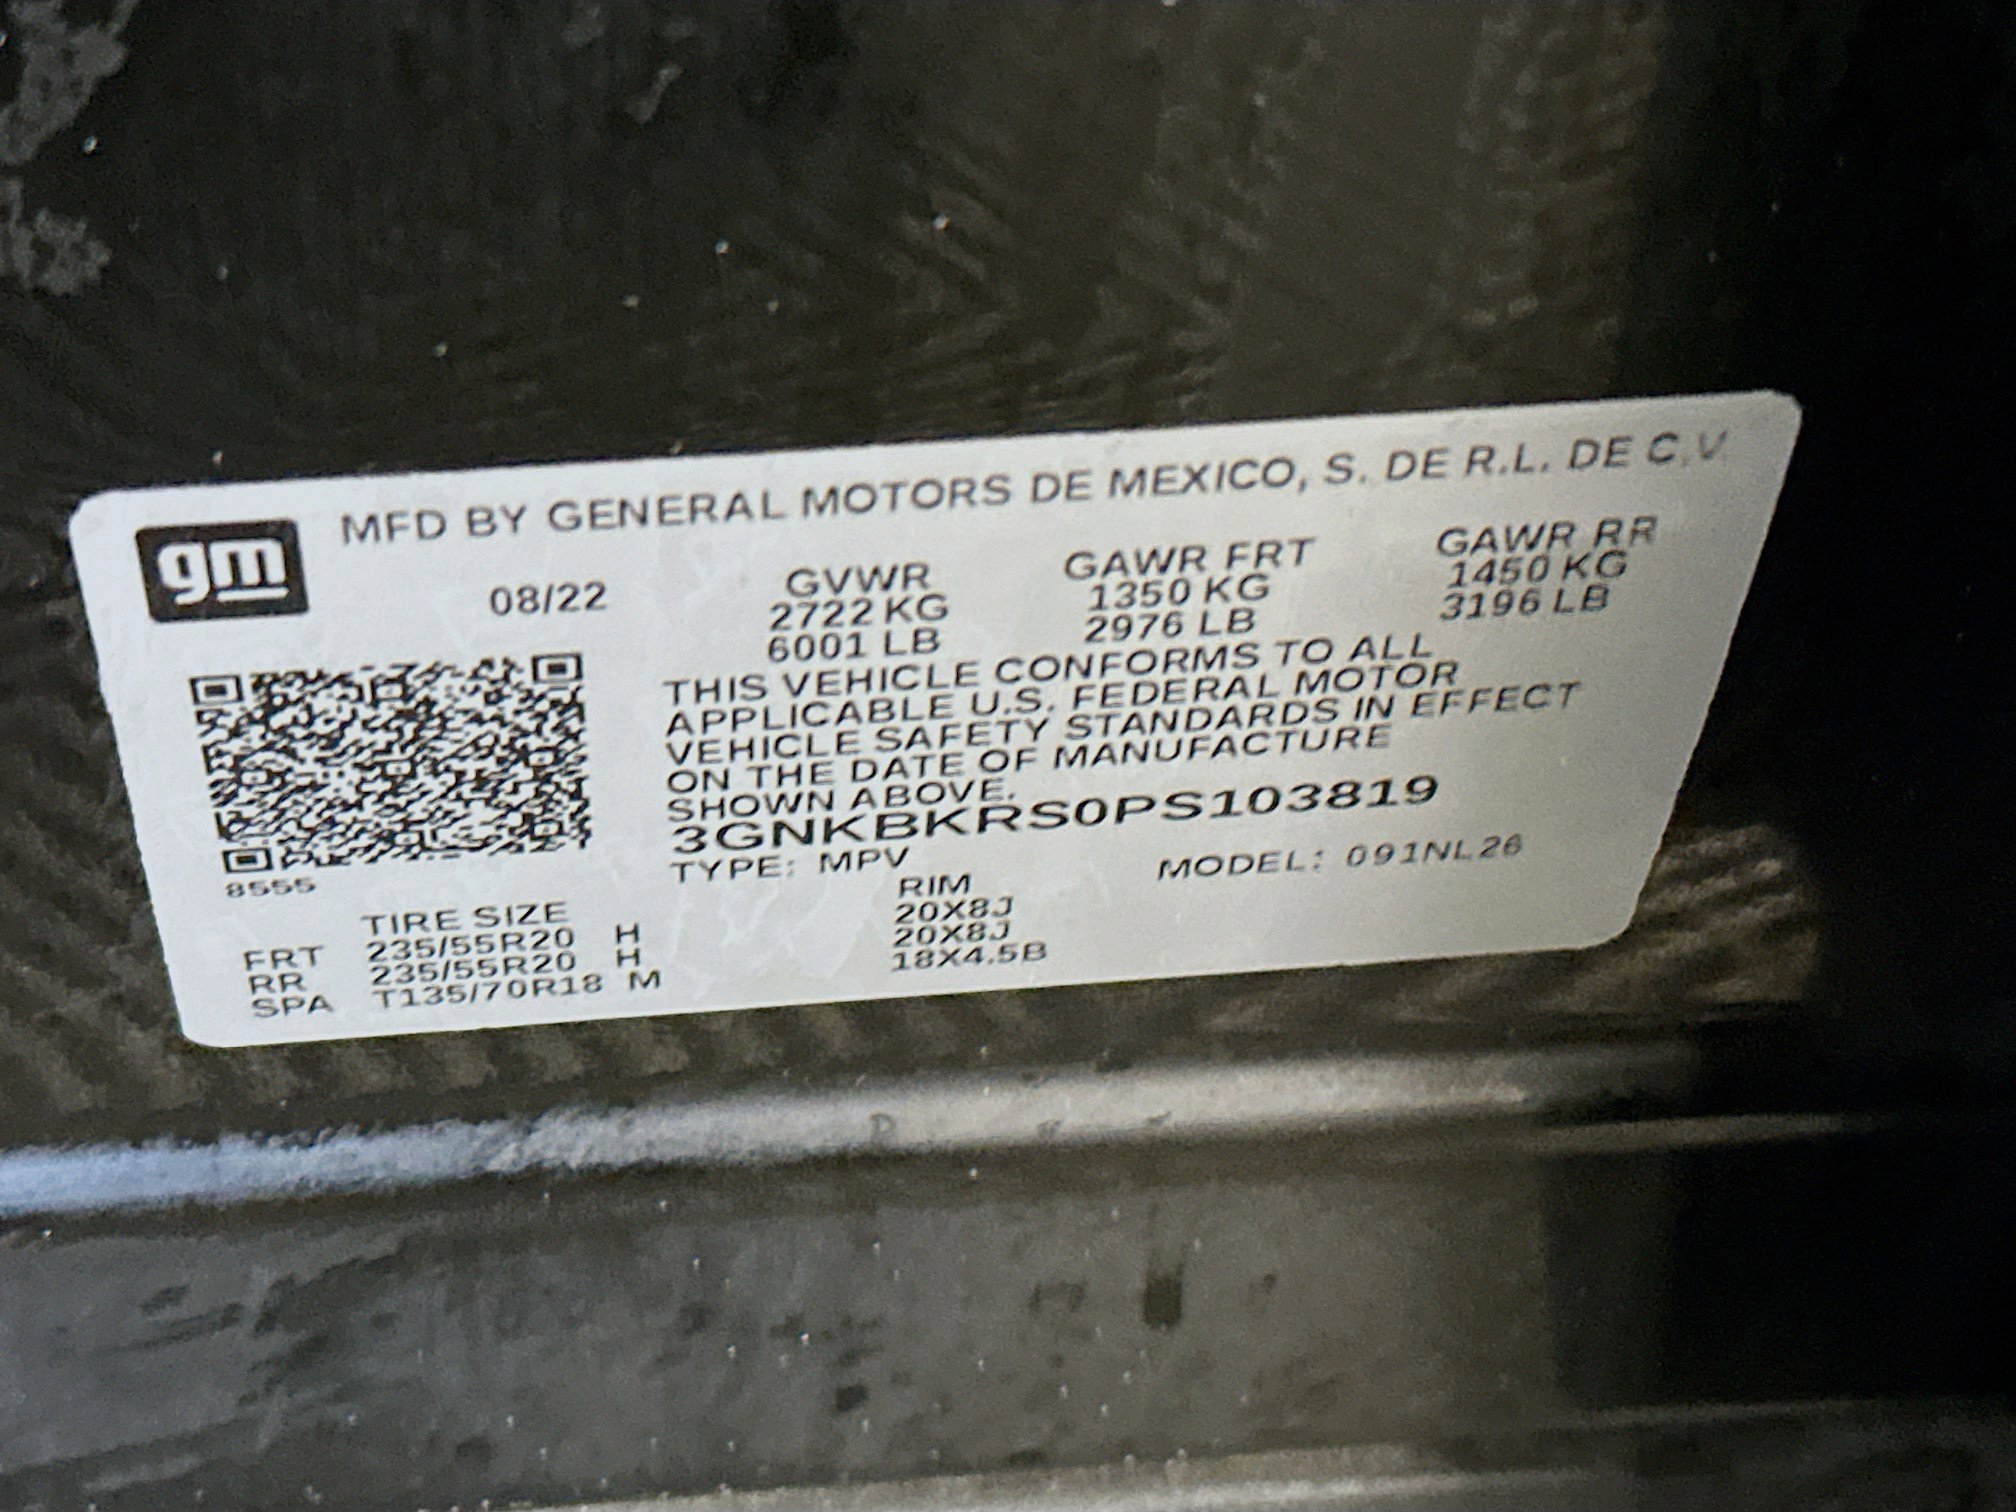 gm
MFD BY GENERAL MOTORS DE MEXICO, S. DE R.L. DE C.V.
08/22
GVWR GAWR FRT GAWR RR
2722 KG 1350 KG 1450 KG
6001 LB 2976 LB 3196 LB
THIS VEHICLE CONFORMS TO ALL
APPLICABLE U.S. FEDERAL MOTOR
VEHICLE SAFETY STANDARDS IN EFFECT
ON THE DATE OF MANUFACTURE
SHOWN ABOVE.
3GNKBKRS0PS103819
TYPE: MPV MODEL: 091NL26
8555
TIRE SIZE RIM
FRT 235/55R20 H 20X8J
RR 235/55R20 H 20X8J
SPA T135/70R18 M 18X4.5B